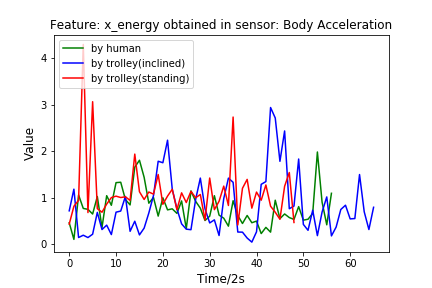 Feature: x_energy obtained in sensor: Body Acceleration
by human
by trolley(inclined)
by trolley(standing)
4
3
2
1
0
Value
0 10 20 30 40 50 60
Time/2s